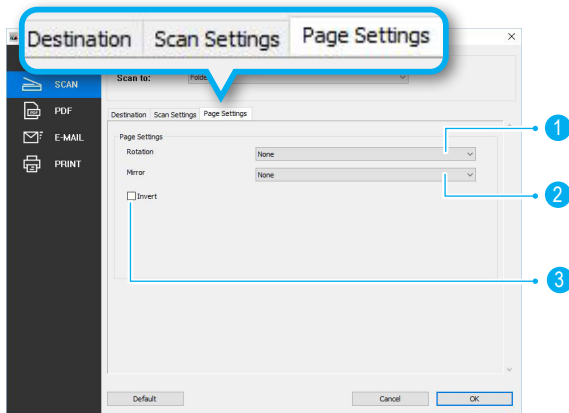 Destination Scan Settings Page Settings
SCAN
Scan to:
Destination Scan Settings Page Settings
PDF
Page Settings
1
E-MAIL
Rotation
None
PRINT
Mirror
None
2
Invert
3
Default
Cancel
OK